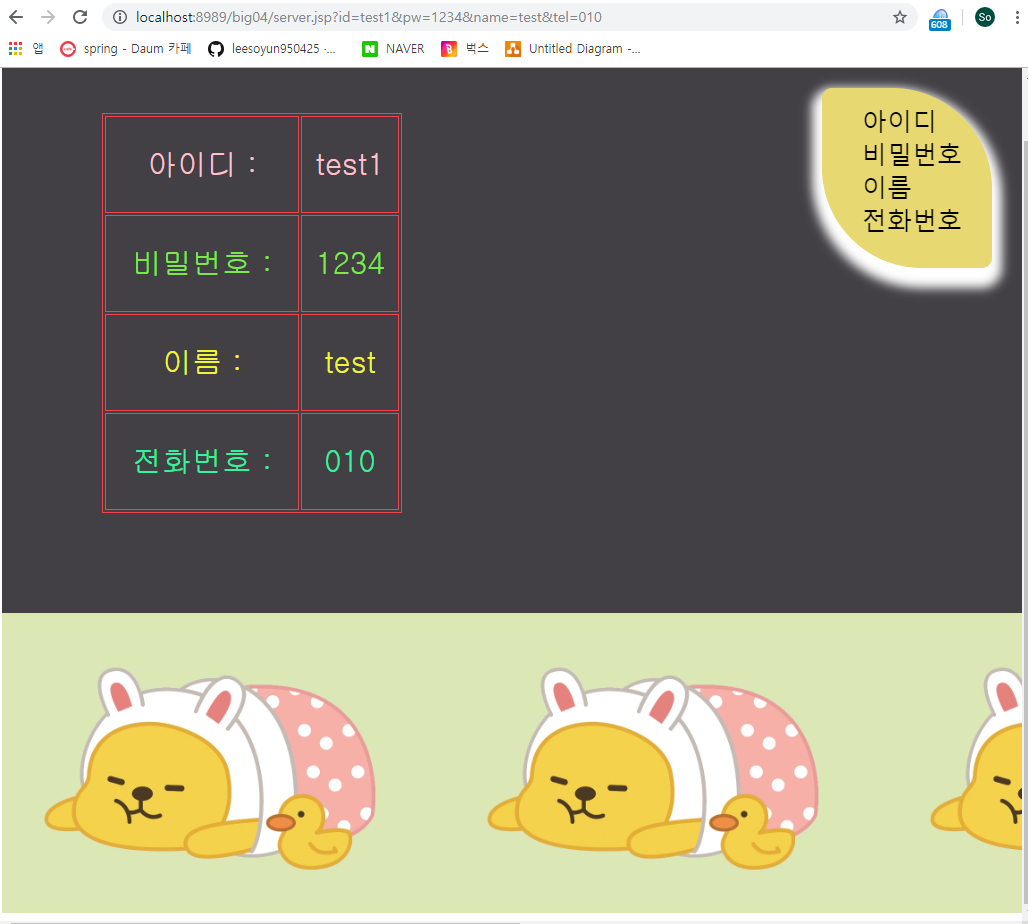 localhost:8989/big04/server.jsp?id=test1&pw=1234&name=test&tel=010
608
So
앱
spring - Daum 카페
leesoyun950425 -...
N NAVER
B 벅스
Untitled Diagram -...
아이디 : test1
비밀번호 : 1234
이름 : test
전화번호 : 010
아이디
비밀번호
이름
전화번호